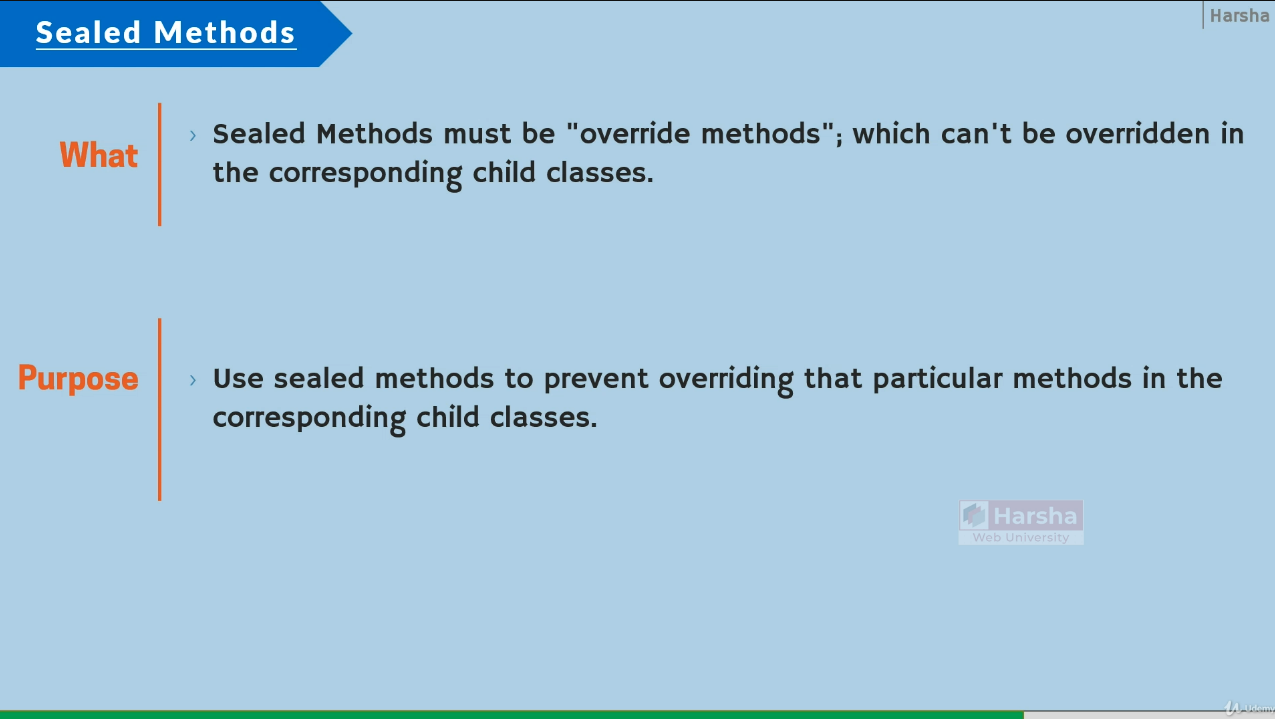 Sealed Methods
Harsha
What
› Sealed Methods must be "override methods"; which can't be overridden in
the corresponding child classes.
Purpose
› Use sealed methods to prevent overriding that particular methods in the
corresponding child classes.
Harsha
Web University
Udemy